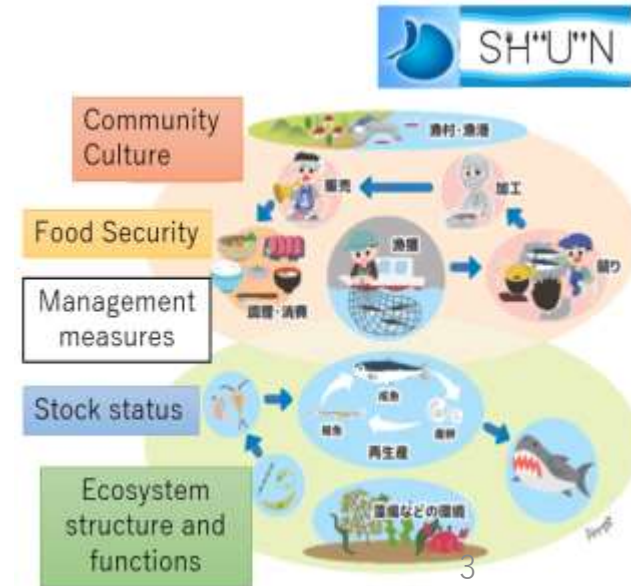 SH"U"N
Community
Culture
漁村・漁港
販売
加工
Food Security
漁獲
競り
調理・消費
Management
measures
Stock status
成魚
稚魚
産卵
再生産
Ecosystem
structure and
functions
藻場などの環境
3